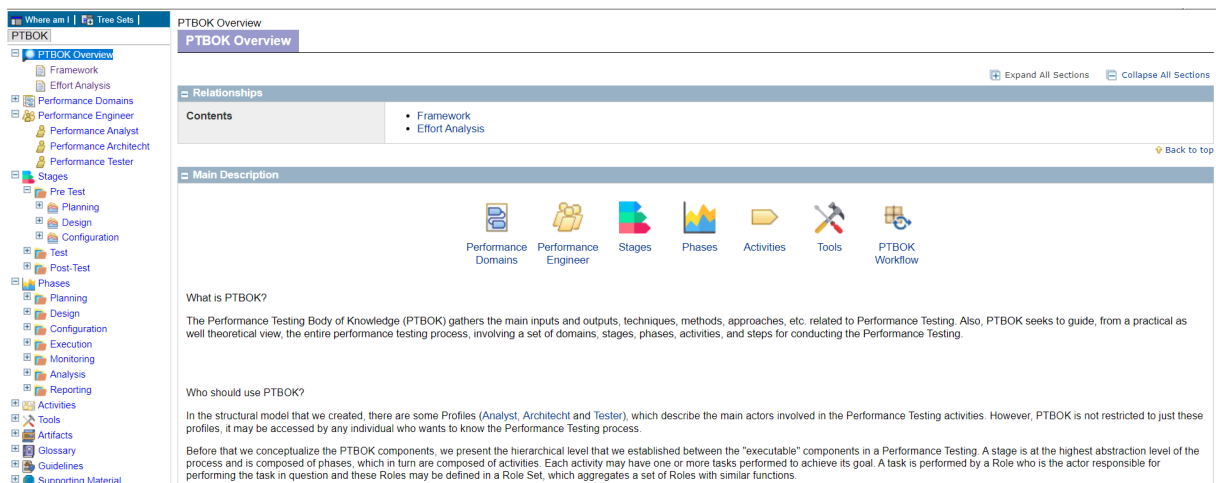 Where am I | Tree Sets |
PTBOK
PTBOK Overview
Framework
Effort Analysis
Performance Domains
Performance Engineer
Performance Analyst
Performance Architecht
Performance Tester
Stages
Pre Test
Planning
Design
Configuration
Test
Post-Test
Phases
Planning
Design
Configuration
Execution
Monitoring
Analysis
Reporting
Activities
Tools
Artifacts
Glossary
Guidelines
Supporting Material
PTBOK Overview
PTBOK Overview
Expand All Sections Collapse All Sections
Relationships
Contents
• Framework
• Effort Analysis
Back to top
Main Description
Performance Domains
Performance Engineer
Stages
Phases
Activities
Tools
PTBOK Workflow
What is PTBOK?
The Performance Testing Body of Knowledge (PTBOK) gathers the main inputs and outputs, techniques, methods, approaches, etc. related to Performance Testing. Also, PTBOK seeks to guide, from a practical as
well theoretical view, the entire performance testing process, involving a set of domains, stages, phases, activities, and steps for conducting the Performance Testing.
Who should use PTBOK?
In the structural model that we created, there are some Profiles (Analyst, Architecht and Tester), which describe the main actors involved in the Performance Testing activities. However, PTBOK is not restricted to just these
profiles, it may be accessed by any individual who wants to know the Performance Testing process.
Before that we conceptualize the PTBOK components, we present the hierarchical level that we established between the "executable" components in a Performance Testing. A stage is at the highest abstraction level of the
process and is composed of phases, which in turn are composed of activities. Each activity may have one or more tasks performed to achieve its goal. A task is performed by a Role who is the actor responsible for
performing the task in question and these Roles may be defined in a Role Set, which aggregates a set of Roles with similar functions.